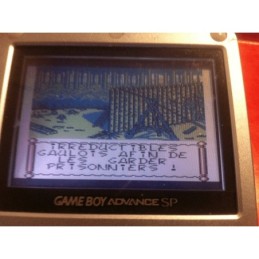 IRREDUCTIBLES
GAULOIS AFIN DE
LES GARDER
PRISONNIERS !
GAME BOY ADVANCE SP